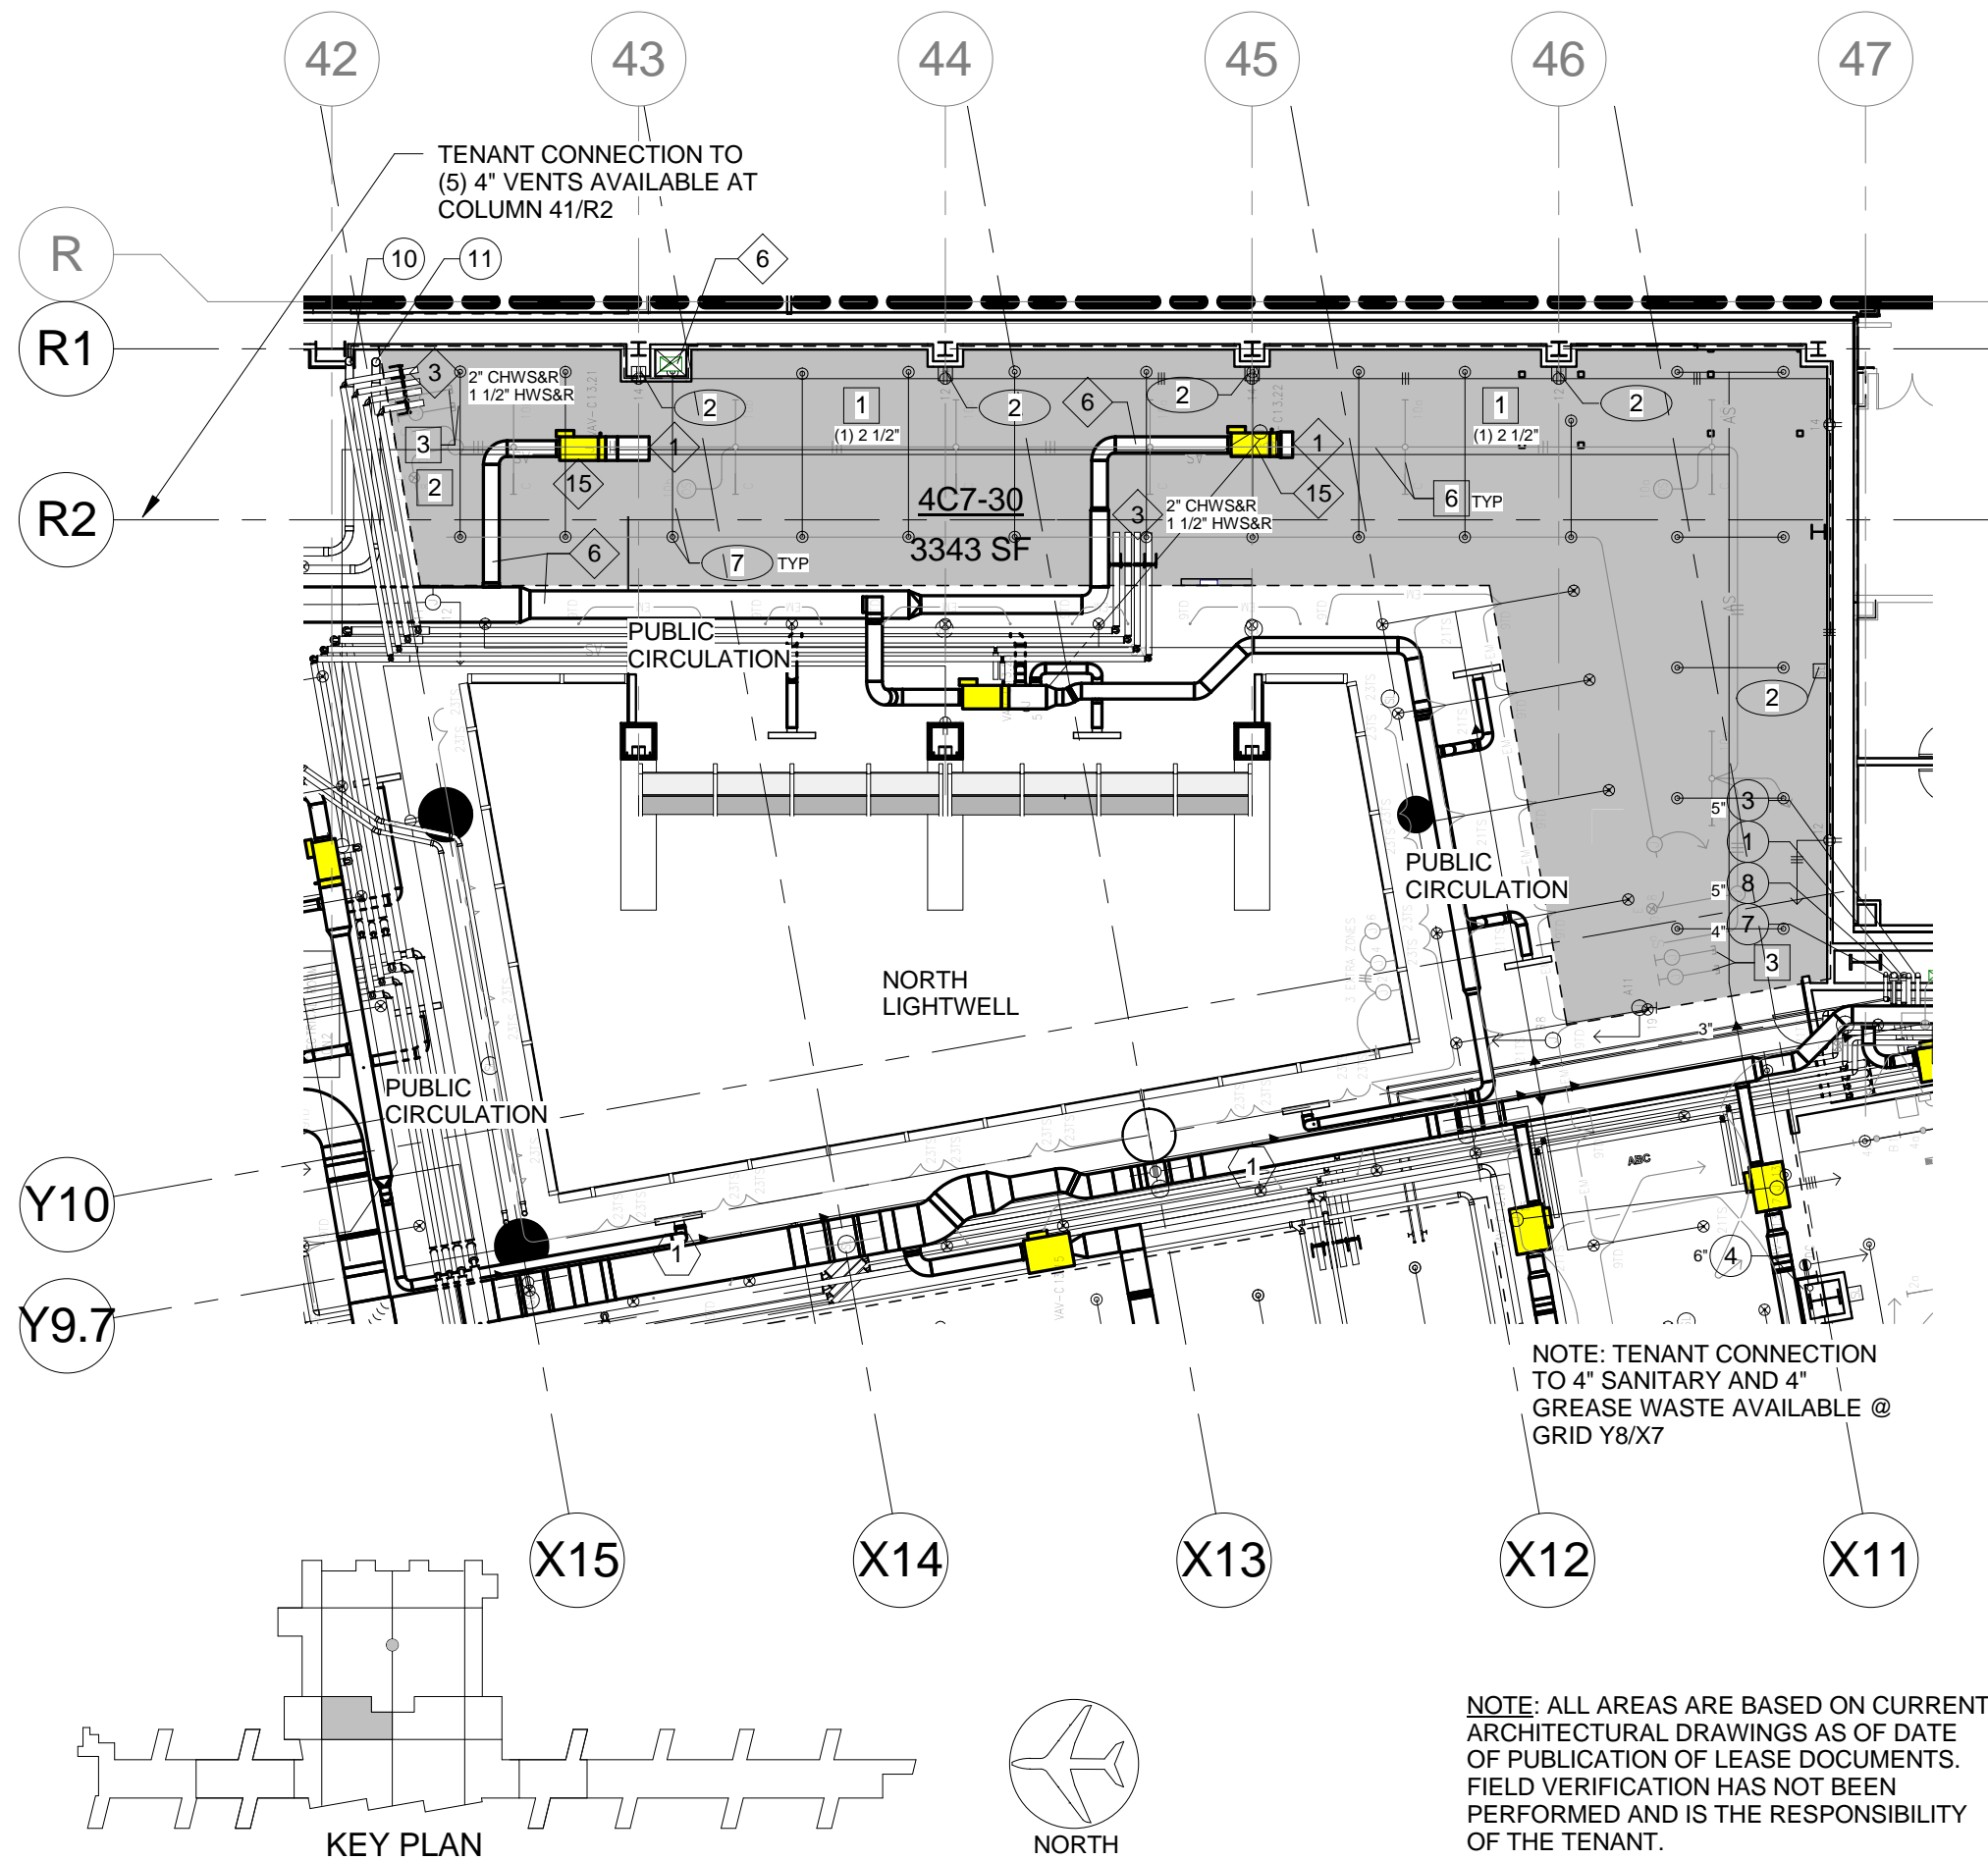 42
43
44
45
46
47
TENANT CONNECTION TO
(5) 4" VENTS AVAILABLE AT
COLUMN 41/R2
R
10
11
6
R1
3
2" CHWS&R
1 1/2" HWS&R
2
1
(1) 2 1/2"
2
6
2
1
(1) 2 1/2"
2
3
1
1
2
15
4C7-30
15
6
TYP
R2
3
2" CHWS&R
1 1/2" HWS&R
3343 SF
6
7
TYP
PUBLIC
CIRCULATION
2
5"
3
1
PUBLIC
CIRCULATION
5"
8
4"
7
3
NORTH
LIGHTWELL
3"
PUBLIC
CIRCULATION
1
ABC
Y10
1
6"
4
Y9.7
NOTE: TENANT CONNECTION
TO 4" SANITARY AND 4"
GREASE WASTE AVAILABLE @
GRID Y8/X7
X15
X14
X13
X12
X11
KEY PLAN
NORTH
NOTE: ALL AREAS ARE BASED ON CURRENT
ARCHITECTURAL DRAWINGS AS OF DATE
OF PUBLICATION OF LEASE DOCUMENTS.
FIELD VERIFICATION HAS NOT BEEN
PERFORMED AND IS THE RESPONSIBILITY
OF THE TENANT.